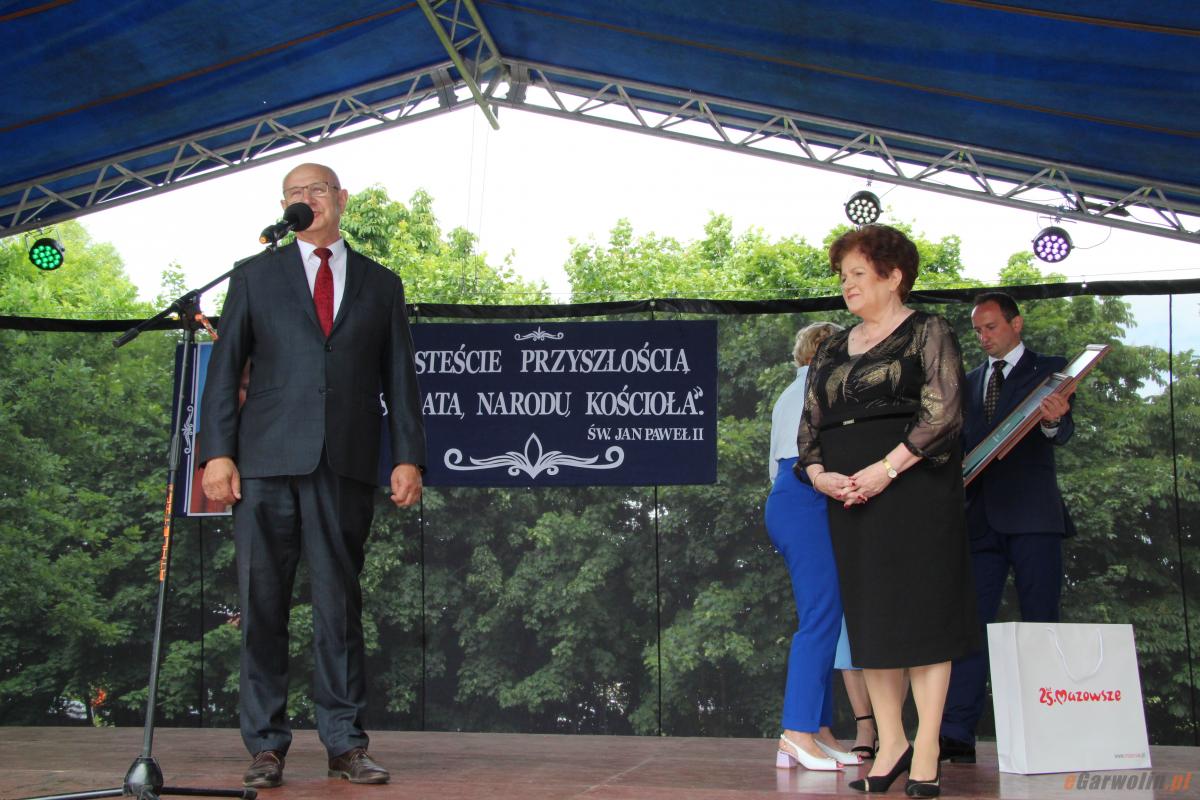 STEŚCIE PRZYSZŁOŚCIĄ
ATA, NARODU, KOŚCIOŁA".
ŚW. JAN PAWEŁ II
Mazowsze
eGarwolin.pl